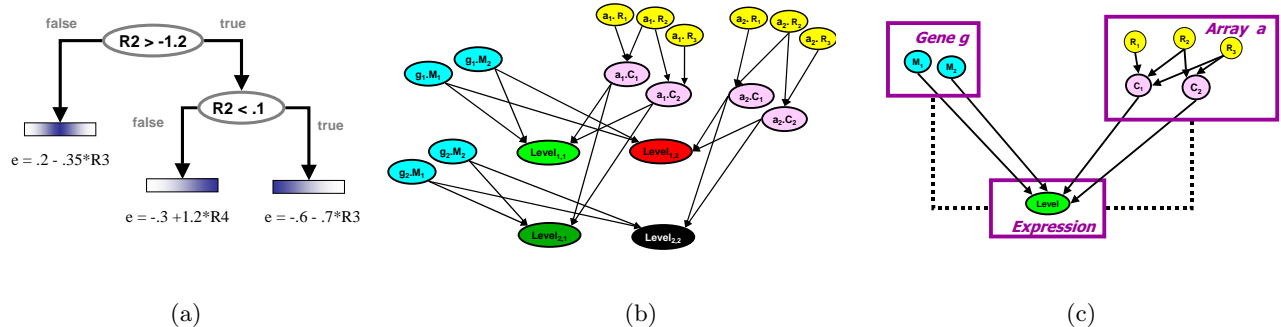 false
true
R2 > -1.2
R2 < .1
false
true
e = .2 - .35*R3
e = -.3 +1.2*R4
e = -.6 - .7*R3
(a)
a₁. R₁
a₁. R₂
a₁. R₃
a₂. R₁
a₂. R₂
a₂. R₃
g₁.M₁
g₁.M₂
a₁.C₁
a₁.C₂
a₂.C₁
a₂.C₂
Level₁,₁
Level₁,₂
g₂.M₁
g₂.M₂
Level₂,₁
Level₂,₂
(b)
Gene g
M₁
M₂
Array a
R₁
R₂
R₃
C₁
C₂
Level
Expression
(c)